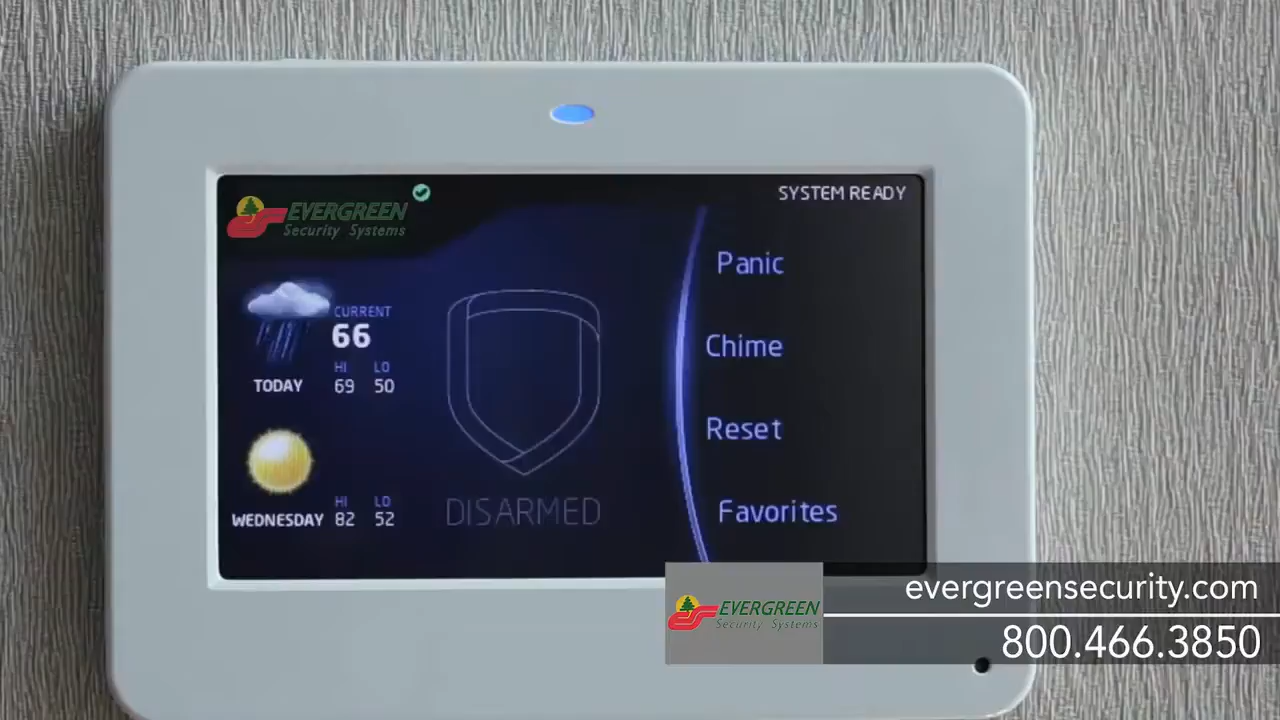 EVERGREEN
Security Systems
SYSTEM READY
CURRENT
66
HI LO
69 50
TODAY
HI LO
WEDNESDAY 82 52
DISARMED
Panic
Chime
Reset
Favorites
EVERGREEN
Security Systems
evergreensecurity.com
800.466.3850